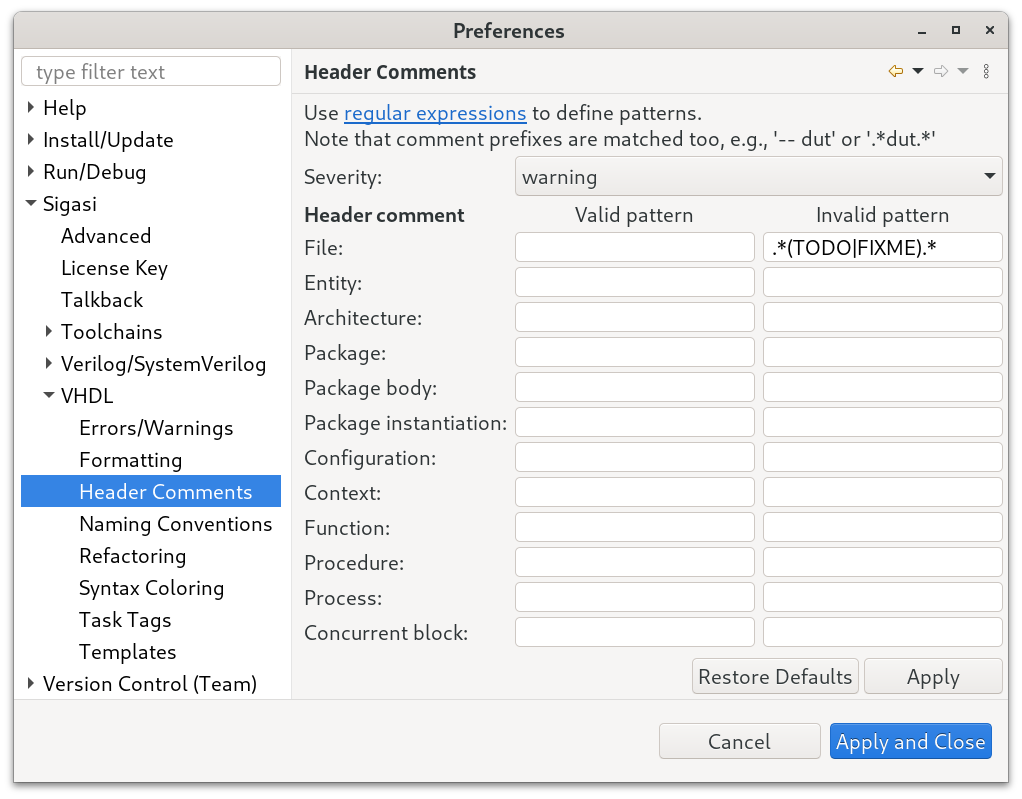 Preferences
type filter text
Help
Install/Update
Run/Debug
Sigasi
Advanced
License Key
Talkback
Toolchains
Verilog/SystemVerilog
VHDL
Errors/Warnings
Formatting
Header Comments
Naming Conventions
Refactoring
Syntax Coloring
Task Tags
Templates
Version Control (Team)
Header Comments
Use regular expressions to define patterns.
Note that comment prefixes are matched too, e.g., '-- dut' or '.*dut.*'
Severity: warning
Header comment Valid pattern Invalid pattern
File: .*(TODO|FIXME).*
Entity:
Architecture:
Package:
Package body:
Package instantiation:
Configuration:
Context:
Function:
Procedure:
Process:
Concurrent block:
Restore Defaults Apply
Cancel Apply and Close